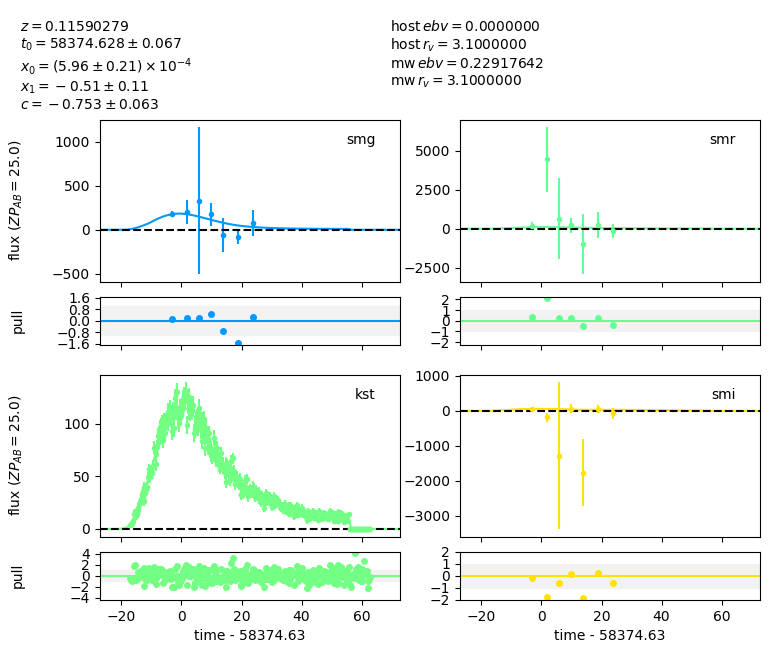 z = 0.11590279
t₀ = 58374.628 ± 0.067
x₀ = (5.96 ± 0.21) × 10⁻⁴
x₁ = −0.51 ± 0.11
c = −0.753 ± 0.063
host ebv = 0.0000000
host r_v = 3.1000000
mw ebv = 0.22917642
mw r_v = 3.1000000
smg
1000
500
0
−500
flux (ZP_AB = 25.0)
smr
5000
2500
0
−2500
1.6
0.8
0.0
−0.8
−1.6
pull
2
1
0
−1
−2
kst
100
50
0
flux (ZP_AB = 25.0)
smi
1000
0
−1000
−2000
−3000
4
2
0
−2
−4
pull
−20 0 20 40 60
time - 58374.63
2
1
0
−1
−2
−20 0 20 40 60
time - 58374.63